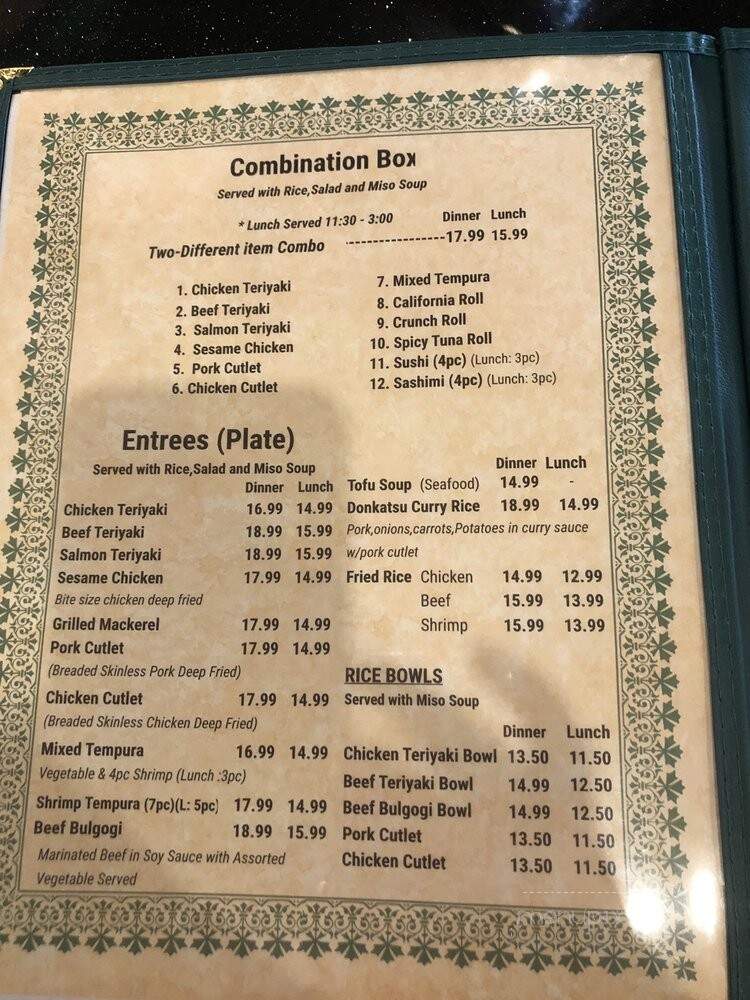 Combination Box
Served with Rice,Salad and Miso Soup
* Lunch Served 11:30 - 3:00 Dinner Lunch
Two-Different item Combo -----------------17.99 15.99
1. Chicken Teriyaki
2. Beef Teriyaki
3. Salmon Teriyaki
4. Sesame Chicken
5. Pork Cutlet
6. Chicken Cutlet
7. Mixed Tempura
8. California Roll
9. Crunch Roll
10. Spicy Tuna Roll
11. Sushi (4pc) (Lunch: 3pc)
12. Sashimi (4pc) (Lunch: 3pc)
Entrees (Plate)
Served with Rice,Salad and Miso Soup
Dinner Lunch
Chicken Teriyaki 16.99 14.99
Beef Teriyaki 18.99 15.99
Salmon Teriyaki 18.99 15.99
Sesame Chicken 17.99 14.99
Bite size chicken deep fried
Grilled Mackerel 17.99 14.99
Pork Cutlet 17.99 14.99
(Breaded Skinless Pork Deep Fried)
Chicken Cutlet 17.99 14.99
(Breaded Skinless Chicken Deep Fried)
Mixed Tempura 16.99 14.99
Vegetable & 4pc Shrimp (Lunch :3pc)
Shrimp Tempura (7pc)(L: 5pc) 17.99 14.99
Beef Bulgogi 18.99 15.99
Marinated Beef in Soy Sauce with Assorted
Vegetable Served
Dinner Lunch
Tofu Soup (Seafood) 14.99 -
Donkatsu Curry Rice 18.99 14.99
Pork,onions,carrots,Potatoes in curry sauce
w/pork cutlet
Fried Rice Chicken 14.99 12.99
Beef 15.99 13.99
Shrimp 15.99 13.99
RICE BOWLS
Served with Miso Soup
Dinner Lunch
Chicken Teriyaki Bowl 13.50 11.50
Beef Teriyaki Bowl 14.99 12.50
Beef Bulgogi Bowl 14.99 12.50
Pork Cutlet 13.50 11.50
Chicken Cutlet 13.50 11.50